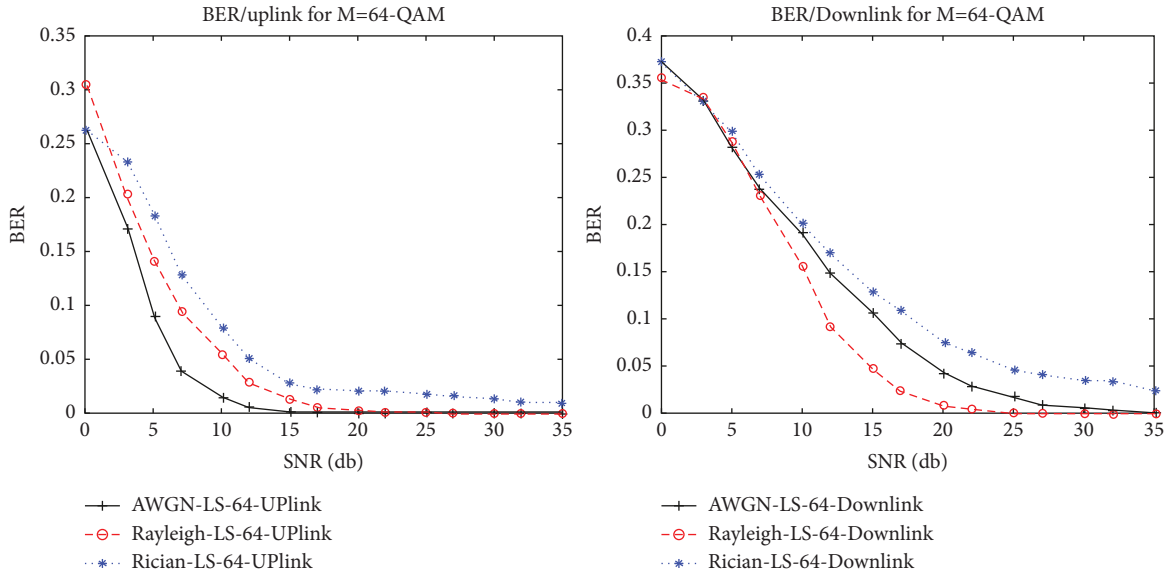 BER/uplink for M=64-QAM
0.35
0.3
0.25
0.2
0.15
0.1
0.05
0
BER
0 5 10 15 20 25 30 35
SNR (db)
AWGN-LS-64-UPlink
Rayleigh-LS-64-UPlink
Rician-LS-64-UPlink
BER/Downlink for M=64-QAM
0.4
0.35
0.3
0.25
0.2
0.15
0.1
0.05
0
BER
0 5 10 15 20 25 30 35
SNR (db)
AWGN-LS-64-Downlink
Rayleigh-LS-64-Downlink
Rician-LS-64-Downlink